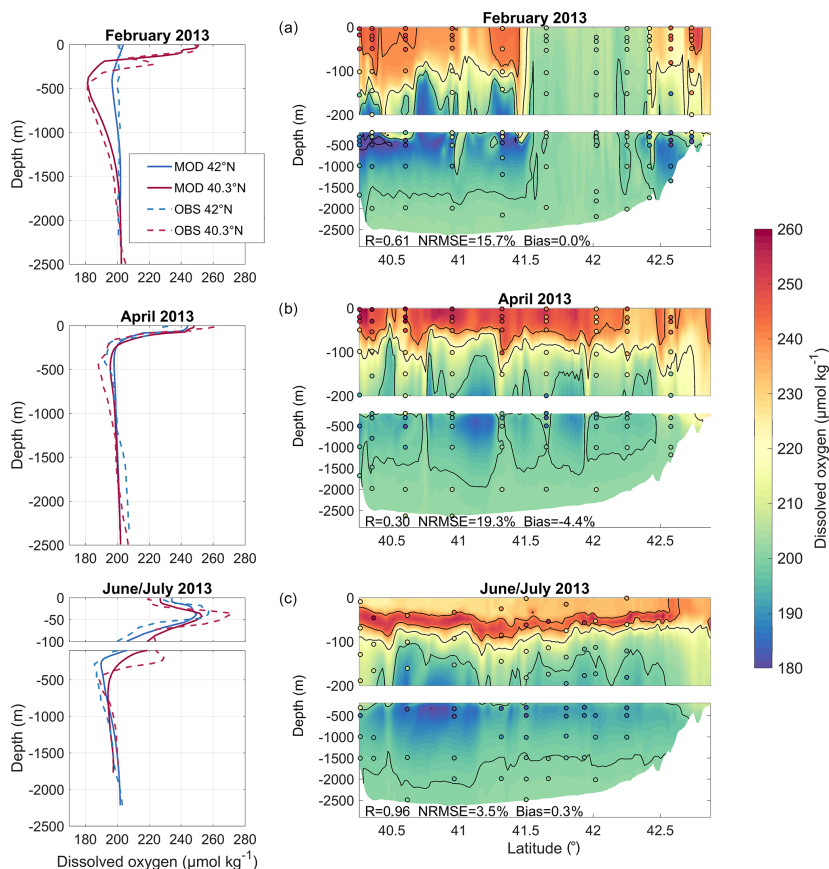 February 2013
0
-500
-1000
-1500
-2000
-2500
Depth (m)
180 200 220 240 260
MOD 42°N
MOD 40.3°N
OBS 42°N
OBS 40.3°N
(a)
February 2013
0
-100
-200
-500
-1000
-1500
-2000
-2500
Depth (m)
Depth (m)
R=0.61 NRMSE=15.7% Bias=0.0%
40.5 41 41.5 42 42.5
April 2013
0
-500
-1000
-1500
-2000
-2500
Depth (m)
180 200 220 240 260
(b)
April 2013
0
-100
-200
-500
-1000
-1500
-2000
-2500
Depth (m)
Depth (m)
R=0.30 NRMSE=19.3% Bias=-4.4%
40.5 41 41.5 42 42.5
June/July 2013
0
-50
-100
-500
-1000
-1500
-2000
-2500
Depth (m)
180 200 220 240 260
Dissolved oxygen (μmol kg-1)
(c)
June/July 2013
0
-100
-200
-500
-1000
-1500
-2000
-2500
Depth (m)
Depth (m)
R=0.96 NRMSE=3.5% Bias=0.3%
40.5 41 41.5 42 42.5
Latitude (°)
260
250
240
230
220
210
200
190
180
Dissolved oxygen (μmol kg-1)